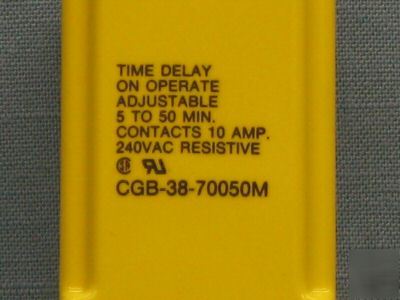 TIME DELAY
ON OPERATE
ADJUSTABLE
5 TO 50 MIN.
CONTACTS 10 AMP.
240VAC RESISTIVE
CGB-38-70050M